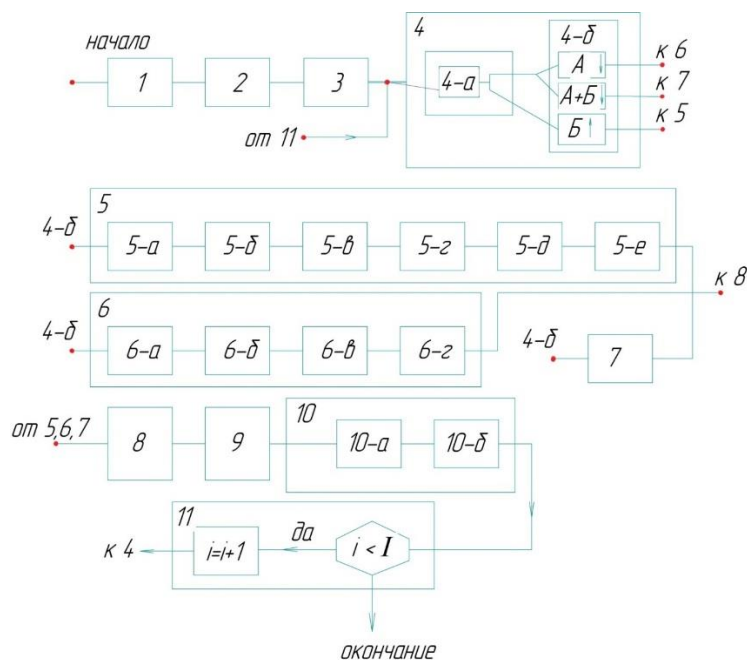 начало
1
2
3
от 11
4
4-а
4-б
А
А+Б
Б
к 6
к 7
к 5
5
4-б
5-а
5-б
5-в
5-г
5-д
5-е
к 8
6
4-б
6-а
6-б
6-в
6-г
4-б
7
от 5,6,7
8
9
10
10-а
10-б
11
к 4
i=i+1
да
i < I
окончание